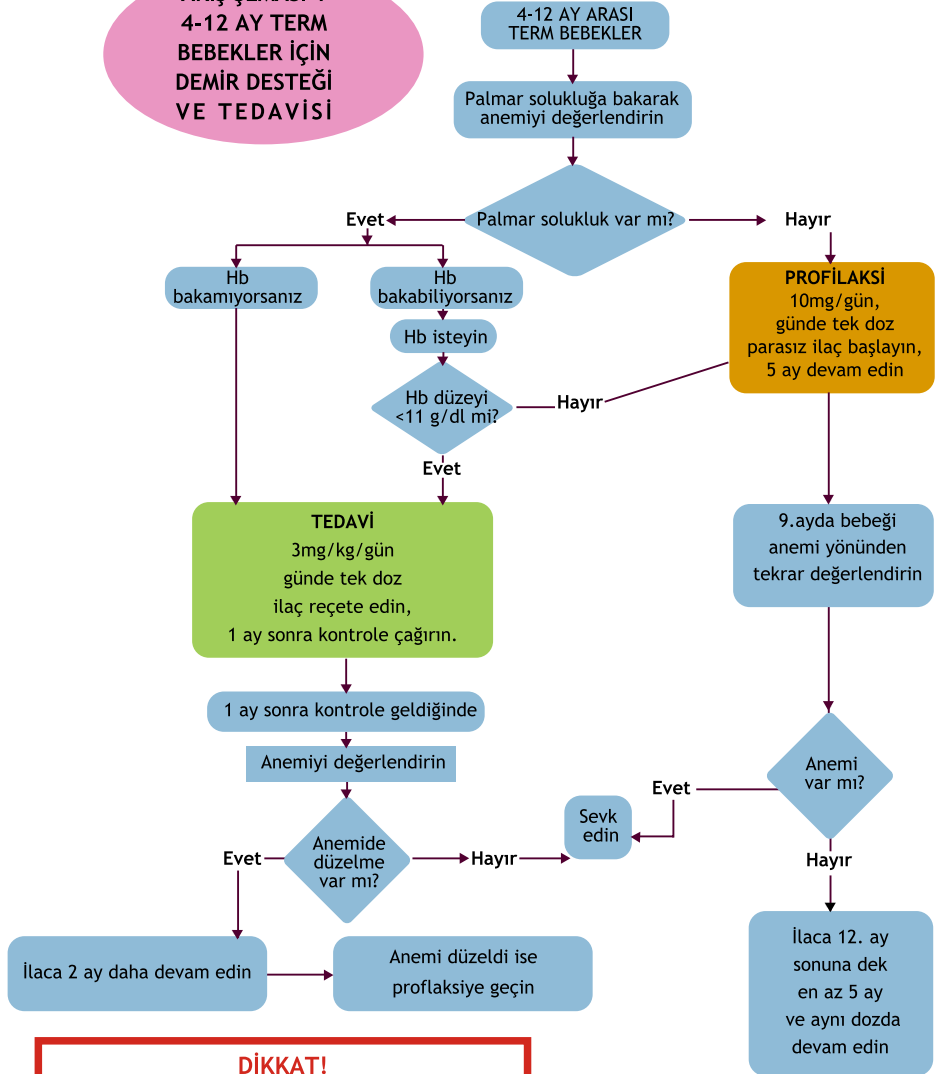 4-12 AY TERM
BEBEKLER İÇİN
DEMİR DESTEĞİ
VE TEDAVİSİ
4-12 AY ARASI
TERM BEBEKLER
Palmar solukluğa bakarak
anemiyi değerlendirin
Palmar solukluk var mı?
Evet
Hayır
Hb
bakamıyorsanız
Hb
bakabiliyorsanız
Hb isteyin
Hb düzeyi
<11 g/dl mi?
Hayır
Evet
PROFİLAKSİ
10mg/gün,
günde tek doz
parasız ilaç başlayın,
5 ay devam edin
TEDAVİ
3mg/kg/gün
günde tek doz
ilaç reçete edin,
1 ay sonra kontrole çağırın.
9.ayda bebeği
anemi yönünden
tekrar değerlendirin
1 ay sonra kontrole geldiğinde
Anemiyi değerlendirin
Anemide
düzelme
var mı?
Evet
Hayır
Sevk
edin
Evet
Anemi
var mı?
Hayır
İlaca 2 ay daha devam edin
Anemi düzeldi ise
proflaksiye geçin
İlaca 12. ay
sonuna dek
en az 5 ay
ve aynı dozda
devam edin
DİKKAT!